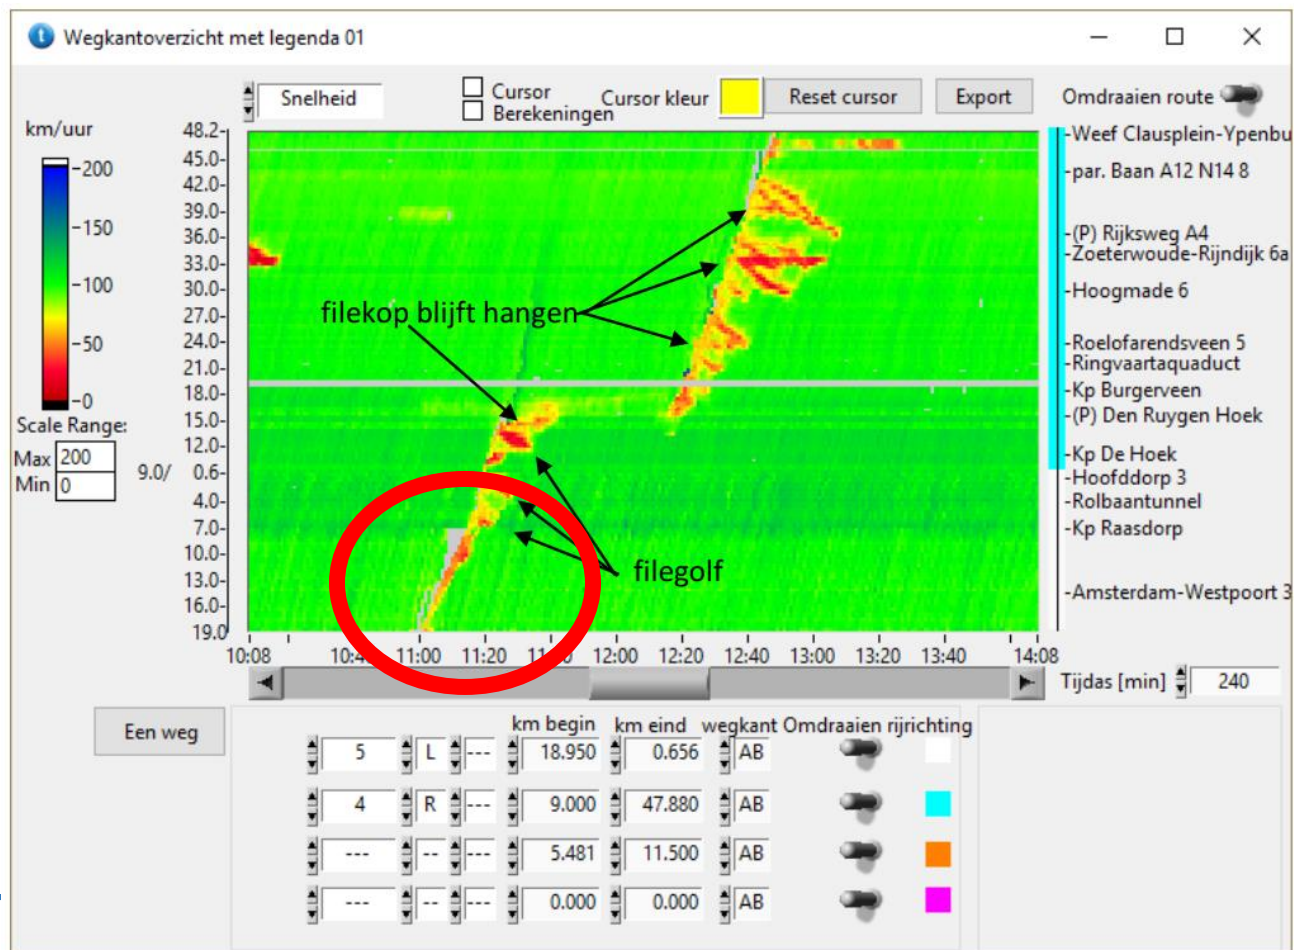 Wegkantoverzicht met legenda 01
Snelheid
Cursor
Berekeningen
Cursor kleur
Reset cursor
Export
Omdraaien route
km/uur
200
150
100
50
0
Scale Range:
Max 200
Min 0
9.0/
48.2
45.0
42.0
39.0
36.0
33.0
30.0
27.0
24.0
21.0
18.0
15.0
12.0
0.6
4.0
7.0
10.0
13.0
16.0
19.0
filekop blijft hangen
filegolf
Weef Clausplein-Ypenbu
par. Baan A12 N14 8
(P) Rijksweg A4
Zoeterwoude-Rijndijk 6a
Hoogmade 6
Roelofarendsveen 5
Ringvaartaquaduct
Kp Burgerveen
(P) Den Ruygen Hoek
Kp De Hoek
Hoofddorp 3
Rolbaantunnel
Kp Raasdorp
Amsterdam-Westpoort 3
10:08 11:00 11:20 12:00 12:20 12:40 13:00 13:20 13:40 14:08
Tijdas [min] 240
Een weg
km begin km eind wegkant Omdraaien rijrichting
5 L --- 18.950 0.656 AB
4 R --- 9.000 47.880 AB
--- -- --- 5.481 11.500 AB
--- -- --- 0.000 0.000 AB